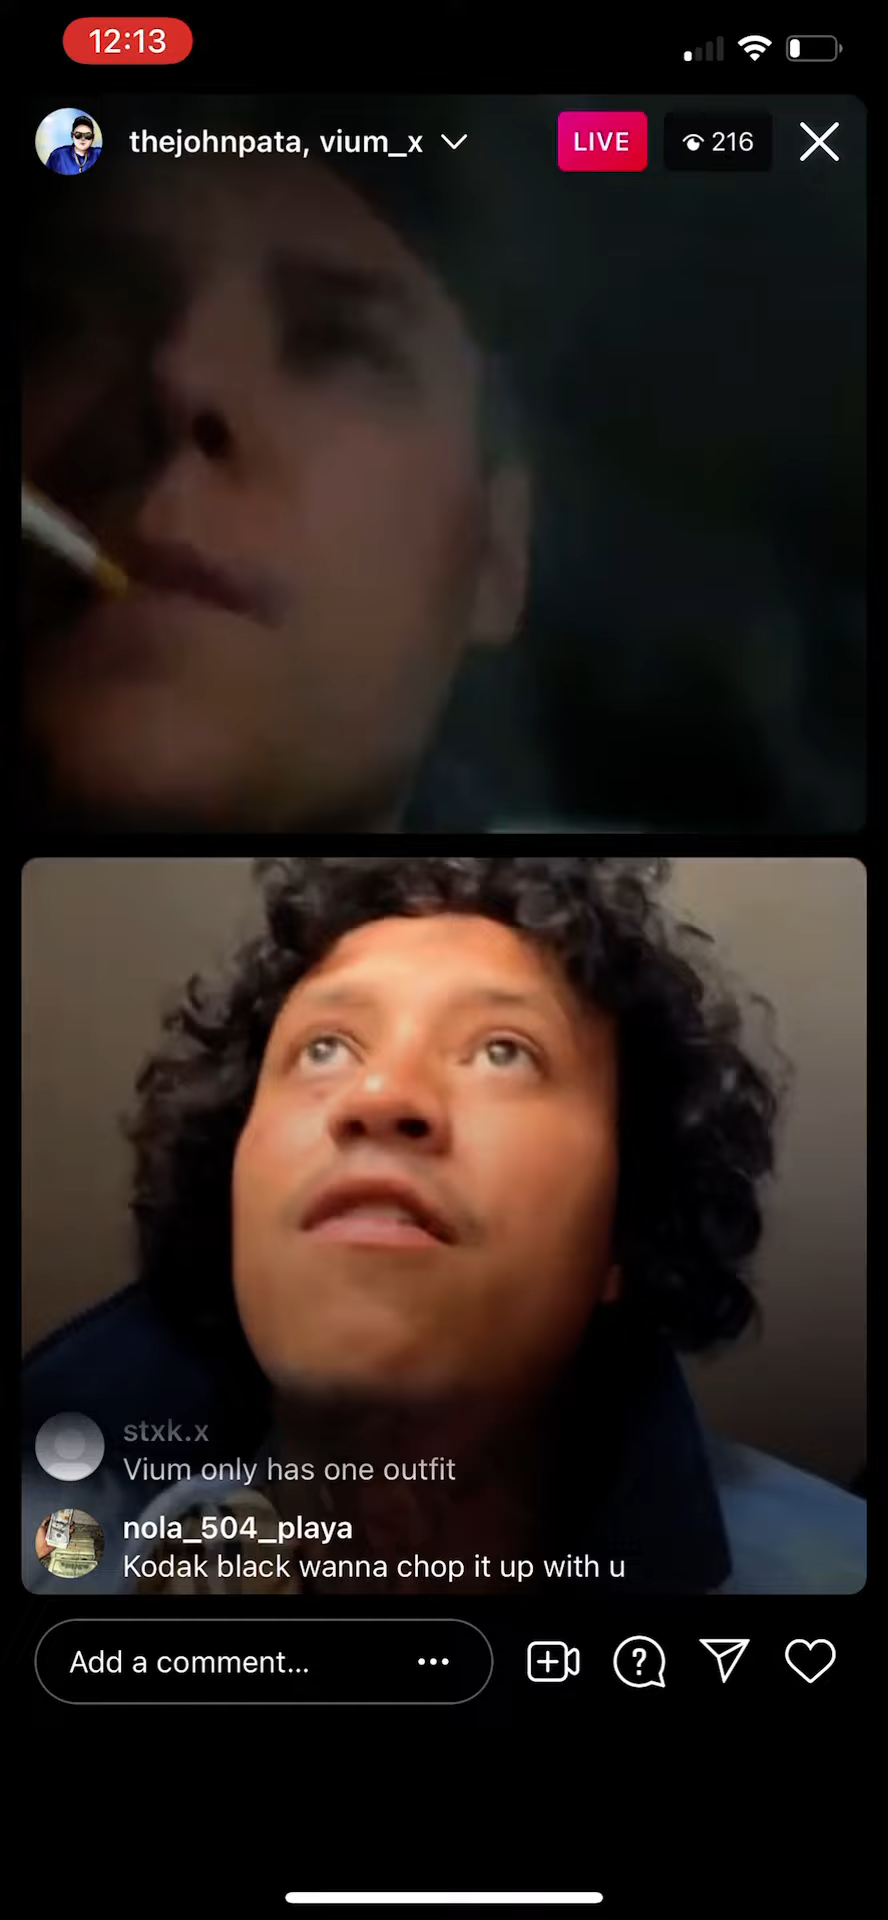 12:13
thejohnpata, vium_x
LIVE
216
stxk.x
Vium only has one outfit
nola_504_playa
Kodak black wanna chop it up with u
Add a comment...